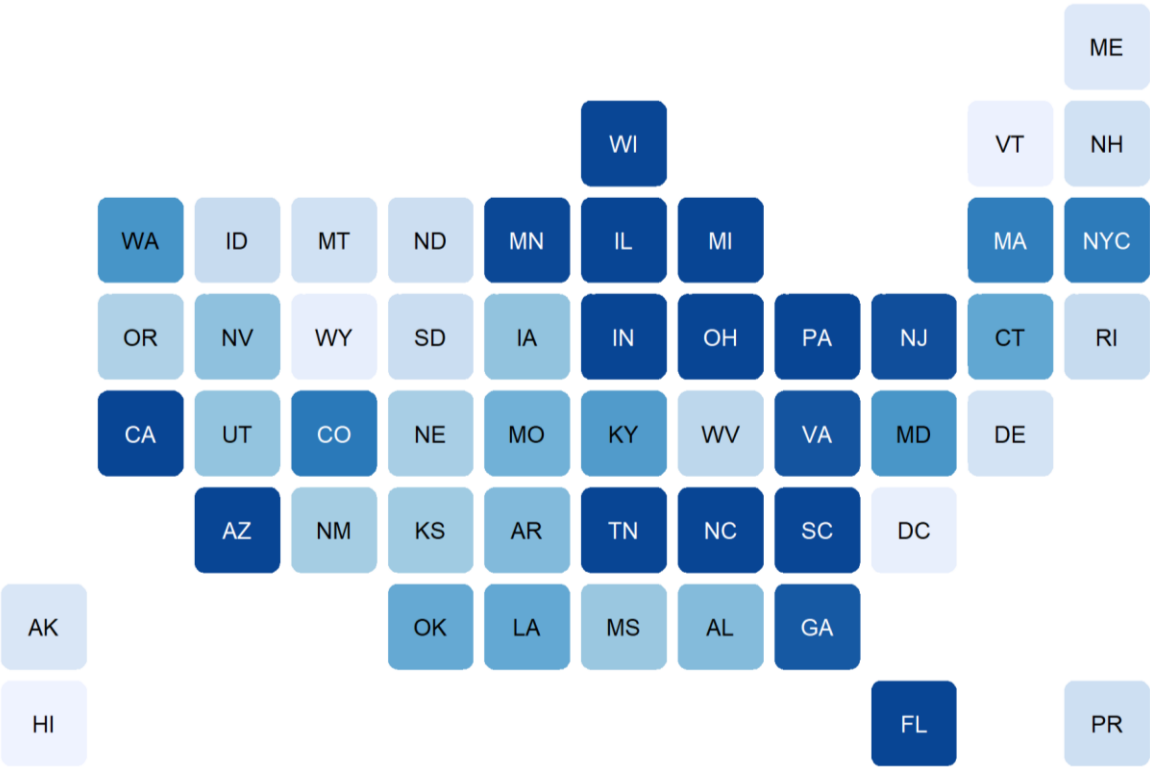 ME
WI VT NH
WA ID MT ND MN IL MI MA NYC
OR NV WY SD IA IN OH PA NJ CT RI
CA UT CO NE MO KY WV VA MD DE
AZ NM KS AR TN NC SC DC
AK OK LA MS AL GA
HI FL PR